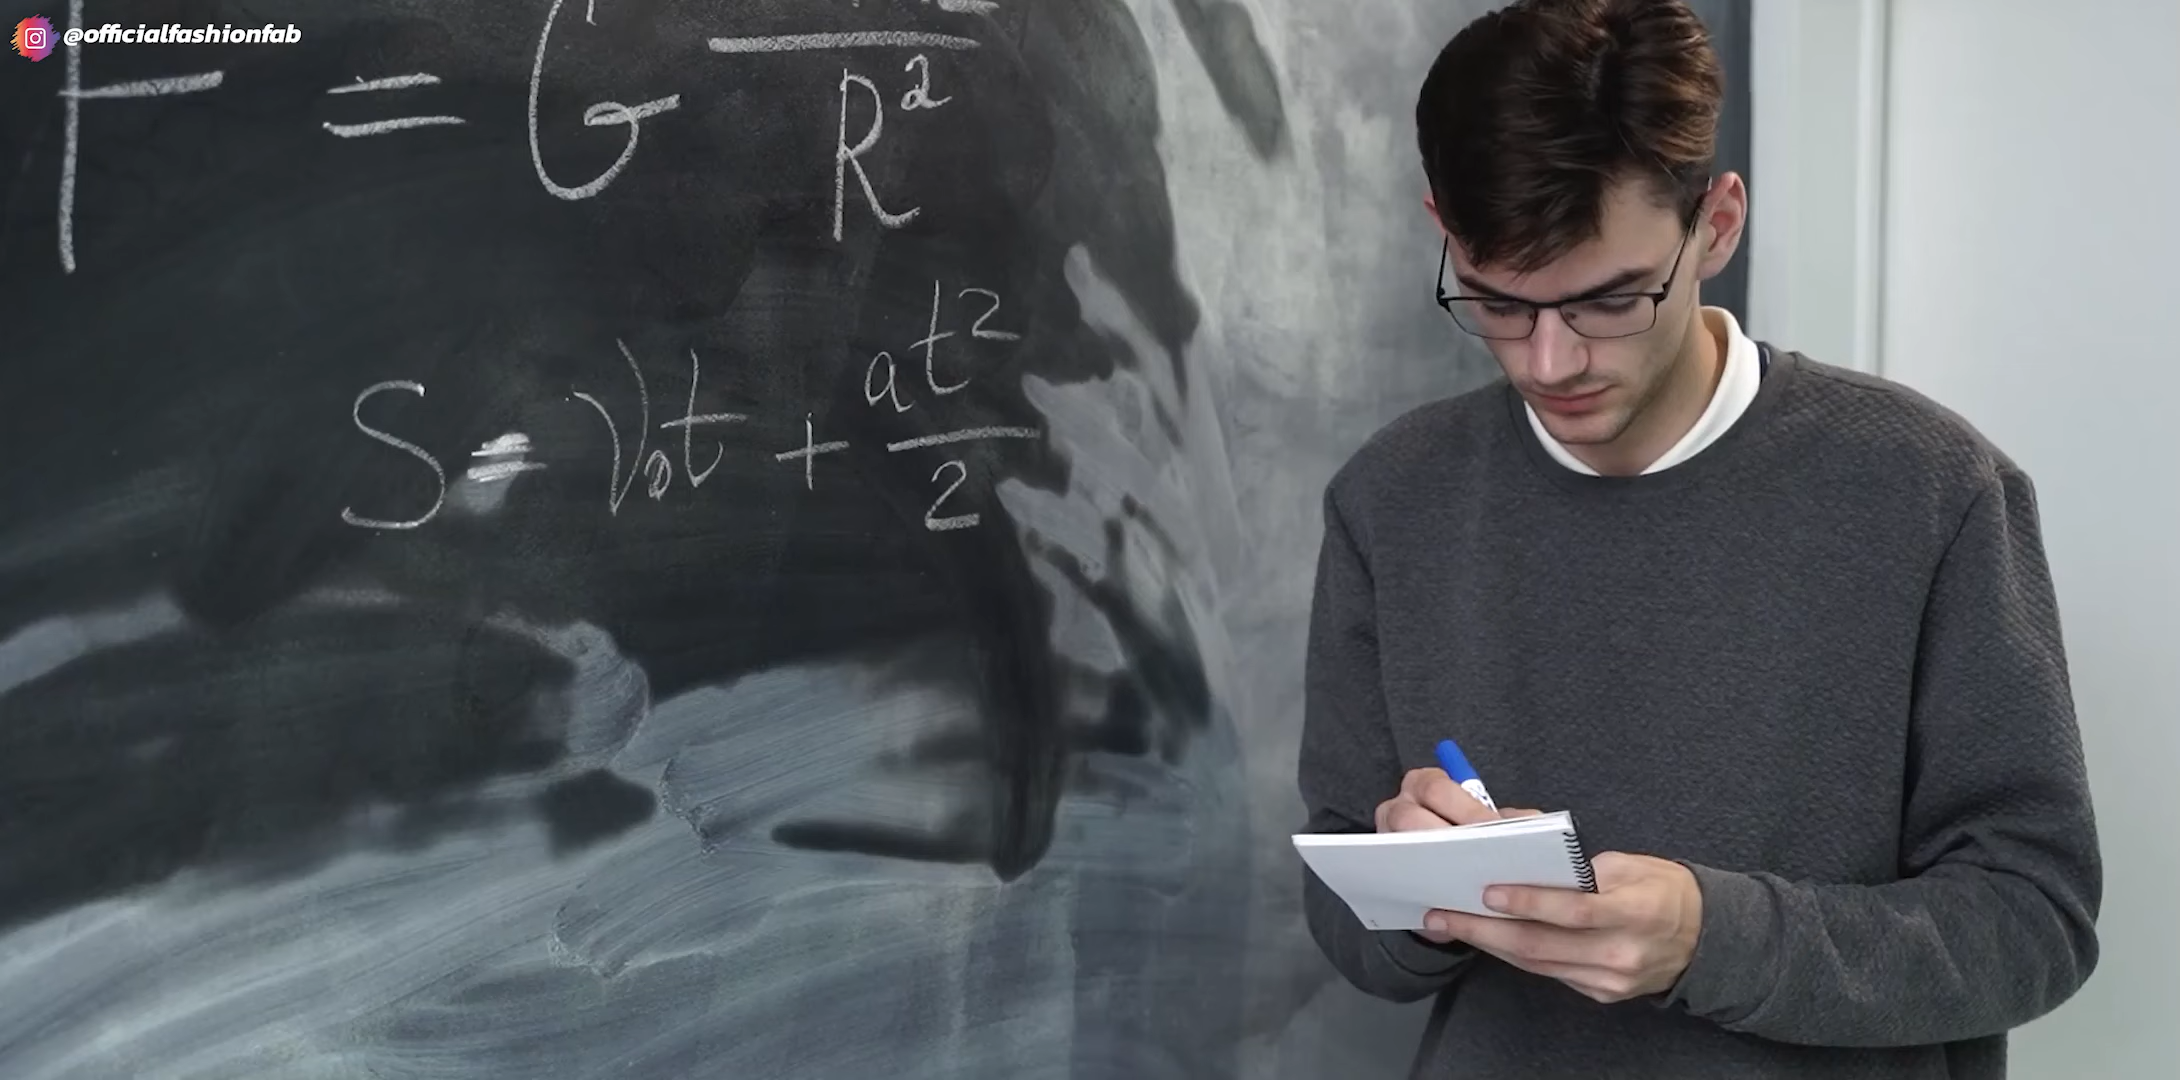 @officialfashionfab
F = G
R²
S = V₀t + at²/2